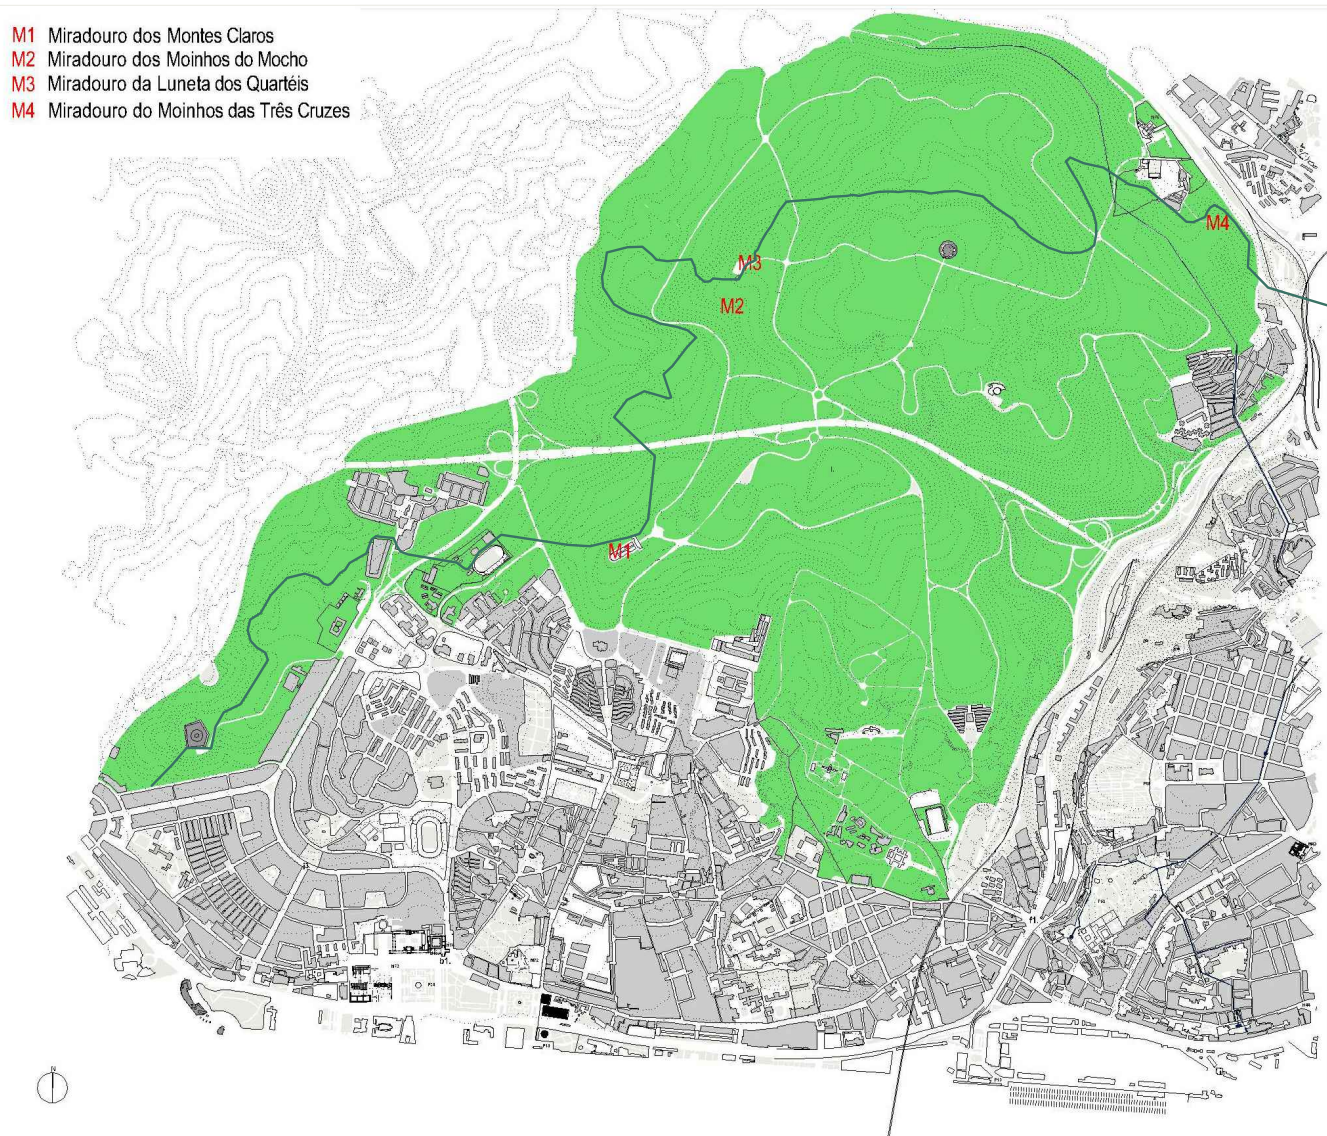 M1 Miradouro dos Montes Claros
M2 Miradouro dos Moinhos do Mocho
M3 Miradouro da Luneta dos Quartéis
M4 Miradouro do Moinhos das Três Cruzes
M4
M3
M2
M1
N